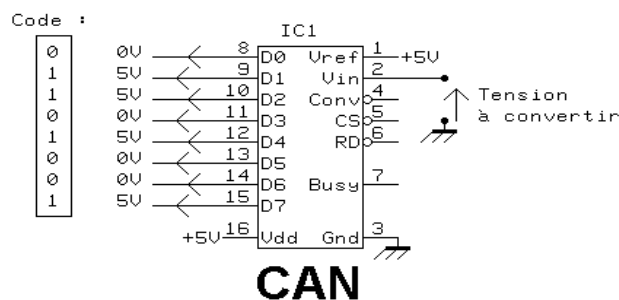 Code :
IC1
0 0V 8 D0 Vref 1 +5V
1 5V 9 D1 Vin 2
1 5V 10 D2 Conv 4 Tension
0 0V 11 D3 CS 5 à convertir
1 5V 12 D4 RD 6
0 0V 13 D5
0 0V 14 D6 Busy 7
1 5V 15 D7
+5V 16 Vdd Gnd 3
CAN